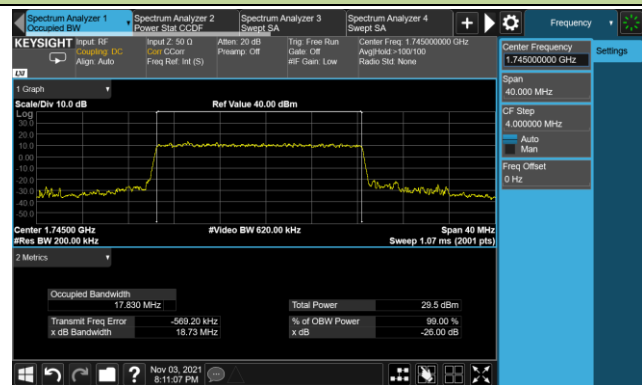 Spectrum Analyzer 1
Occupied BW
Spectrum Analyzer 2
Power Stat CCDF
Spectrum Analyzer 3
Swept SA
Spectrum Analyzer 4
Swept SA
Frequency
KEYSIGHT
Input: RF
Coupling: DC
Align: Auto
Input Z: 50 Ω
Corr CCorr
Freq Ref: Int (S)
Atten: 20 dB
Preamp: Off
Trig: Free Run
Gate: Off
#IF Gain: Low
Center Freq: 1.745000000 GHz
Avg|Hold:>100/100
Radio Std: None
LXI
Center Frequency
1.745000000 GHz
Settings
Span
40.000 MHz
CF Step
4.000000 MHz
Auto
Man
Freq Offset
0 Hz
1 Graph
Scale/Div 10.0 dB
Ref Value 40.00 dBm
Log
30.0
20.0
10.0
0.00
-10.0
-20.0
-30.0
-40.0
-50.0
Center 1.74500 GHz
#Video BW 620.00 kHz
Span 40 MHz
#Res BW 200.00 kHz
Sweep 1.07 ms (2001 pts)
2 Metrics
Occupied Bandwidth
17.830 MHz
Total Power 29.5 dBm
Transmit Freq Error -569.20 kHz
% of OBW Power 99.00 %
x dB Bandwidth 18.73 MHz
x dB -26.00 dB
Nov 03, 2021
8:11:07 PM